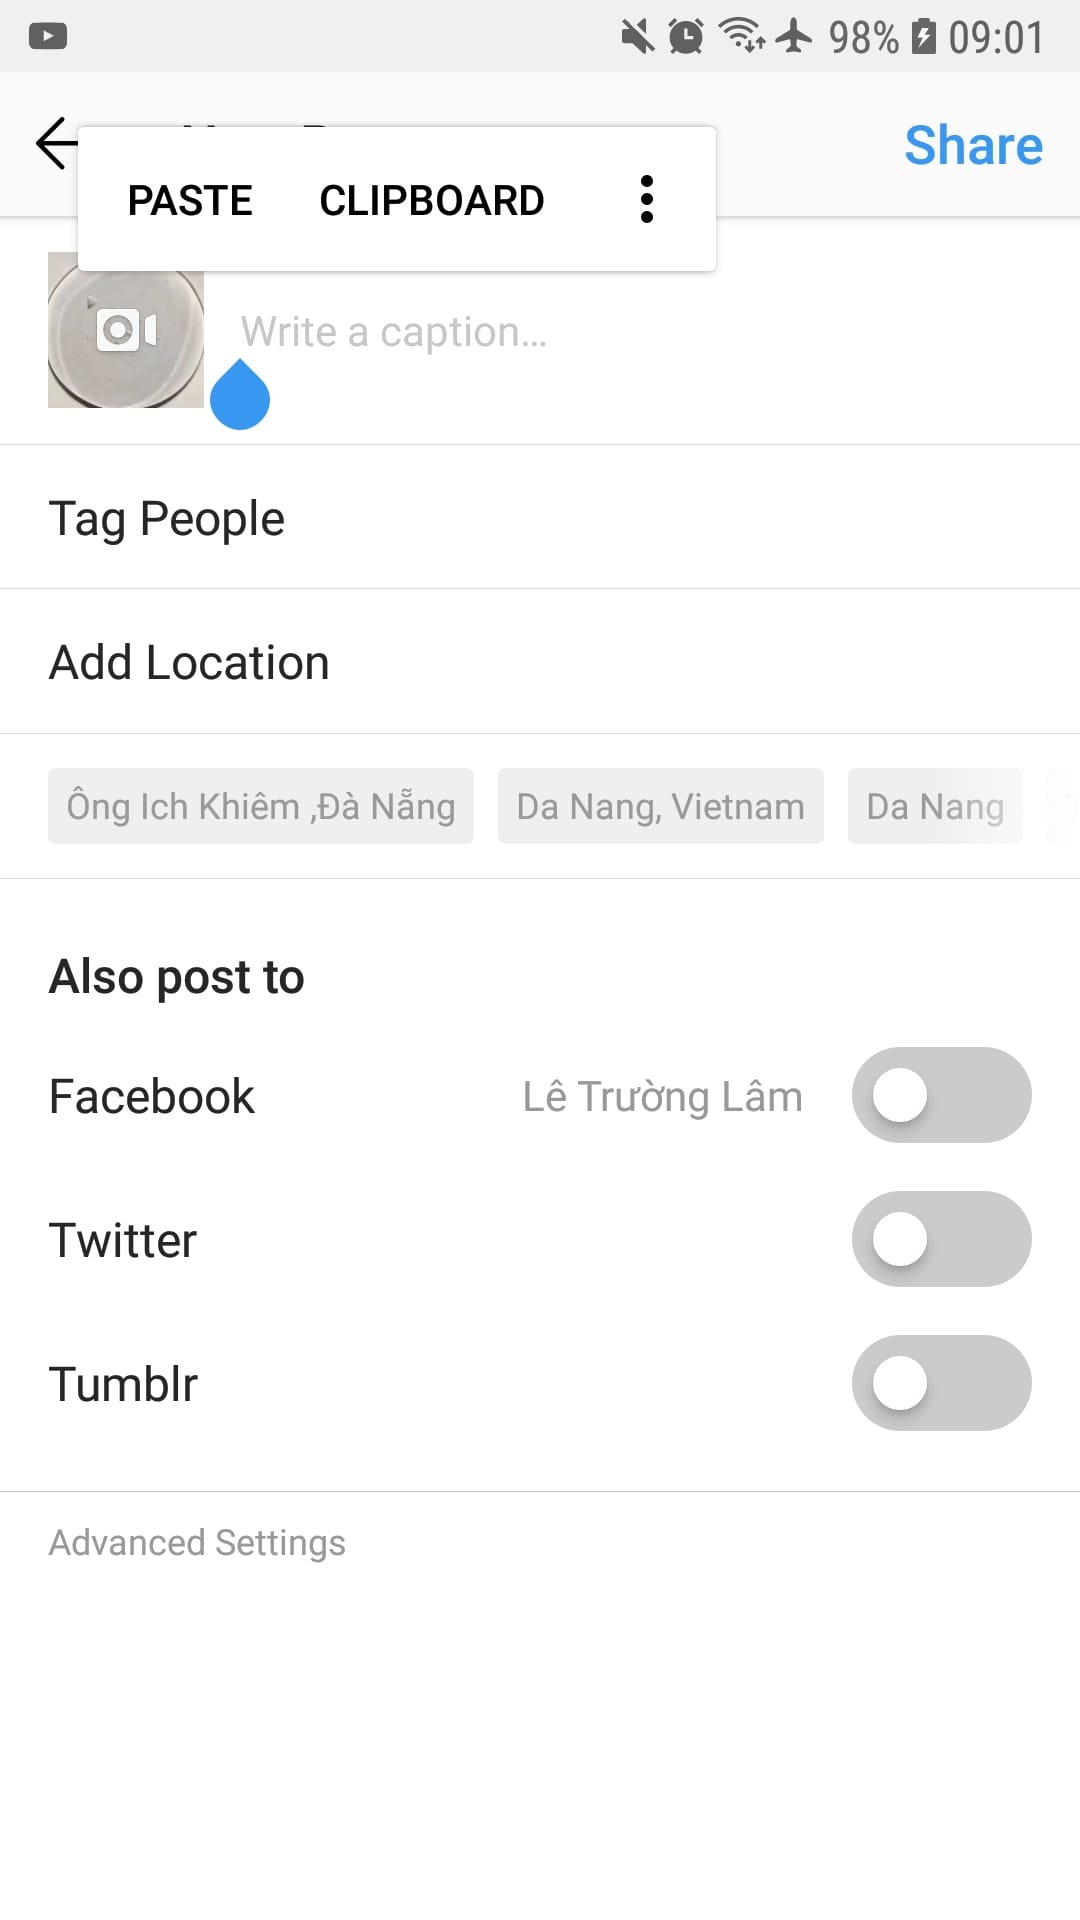 98% 09:01
Share
PASTE CLIPBOARD
Write a caption...
Tag People
Add Location
Ông Ich Khiêm ,Đà Nẵng Da Nang, Vietnam Da Nang
Also post to
Facebook Lê Trường Lâm
Twitter
Tumblr
Advanced Settings